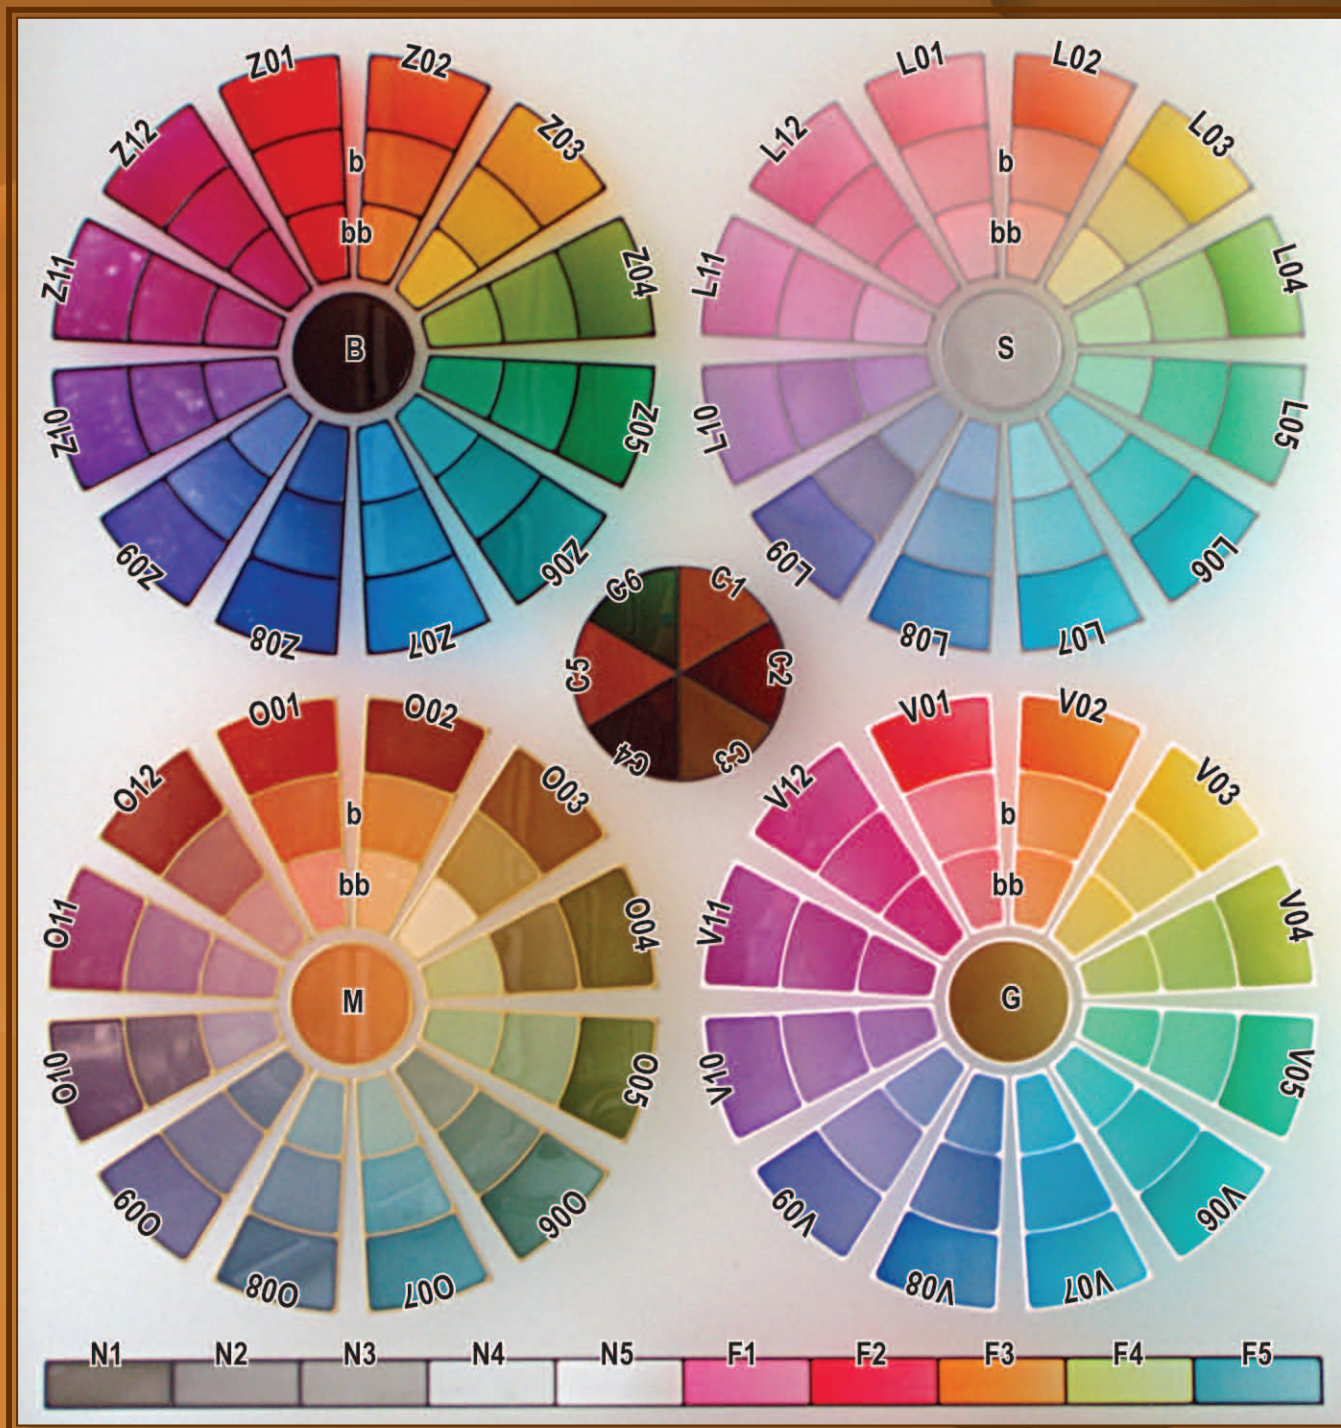 Z01
Z02
Z03
Z04
Z05
Z06
Z07
Z08
Z09
Z10
Z11
Z12
b
bb
B
L01
L02
L03
L04
L05
L06
L07
L08
L09
L10
L11
L12
b
bb
S
C1
C2
C3
C4
C5
C6
O01
O02
O03
O04
O05
O06
O07
O08
O09
O10
O11
O12
b
bb
M
V01
V02
V03
V04
V05
V06
V07
V08
V09
V10
V11
V12
b
bb
G
N1 N2 N3 N4 N5 F1 F2 F3 F4 F5